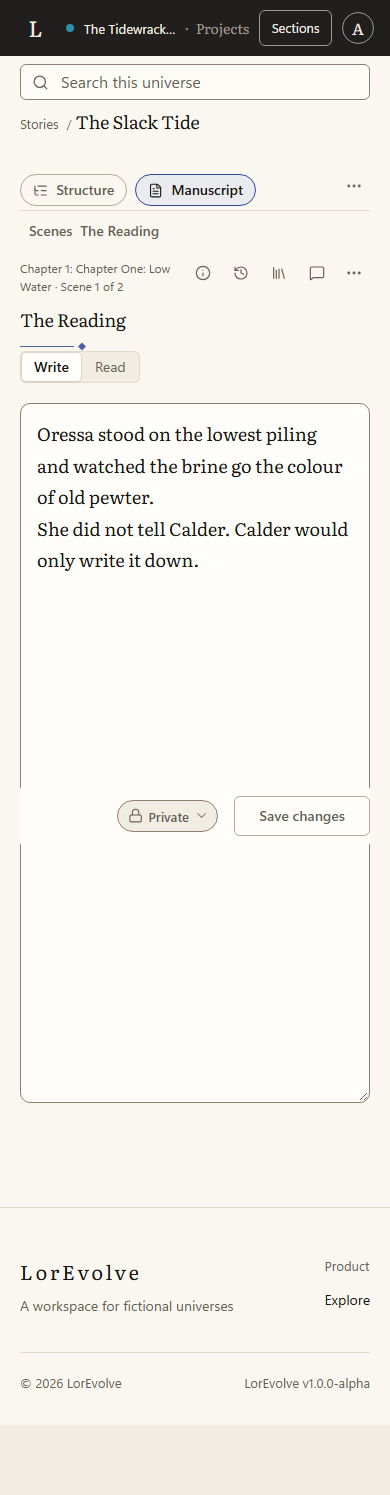 L The Tidewrack... · Projects Sections A
Search this universe
Stories / The Slack Tide
Structure Manuscript
Scenes The Reading
Chapter 1: Chapter One: Low
Water · Scene 1 of 2
The Reading
Write Read
Oressa stood on the lowest piling
and watched the brine go the colour
of old pewter.
She did not tell Calder. Calder would
only write it down.
Private Save changes
LorEvolve
Product
A workspace for fictional universes
Explore
© 2026 LorEvolve LorEvolve v1.0.0-alpha